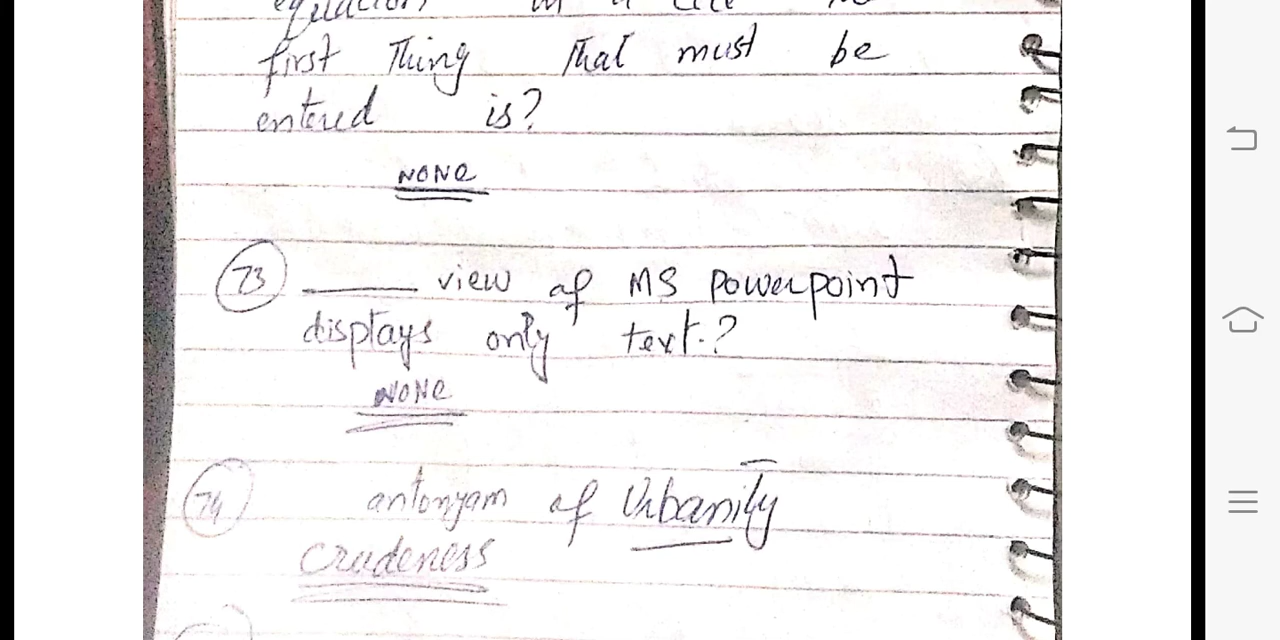 first Thing That must be
entered is?
NONE
73 ______ view of MS Powerpoint
displays only text.?
NONE
74 antonyam of Urbanity
Crudeness